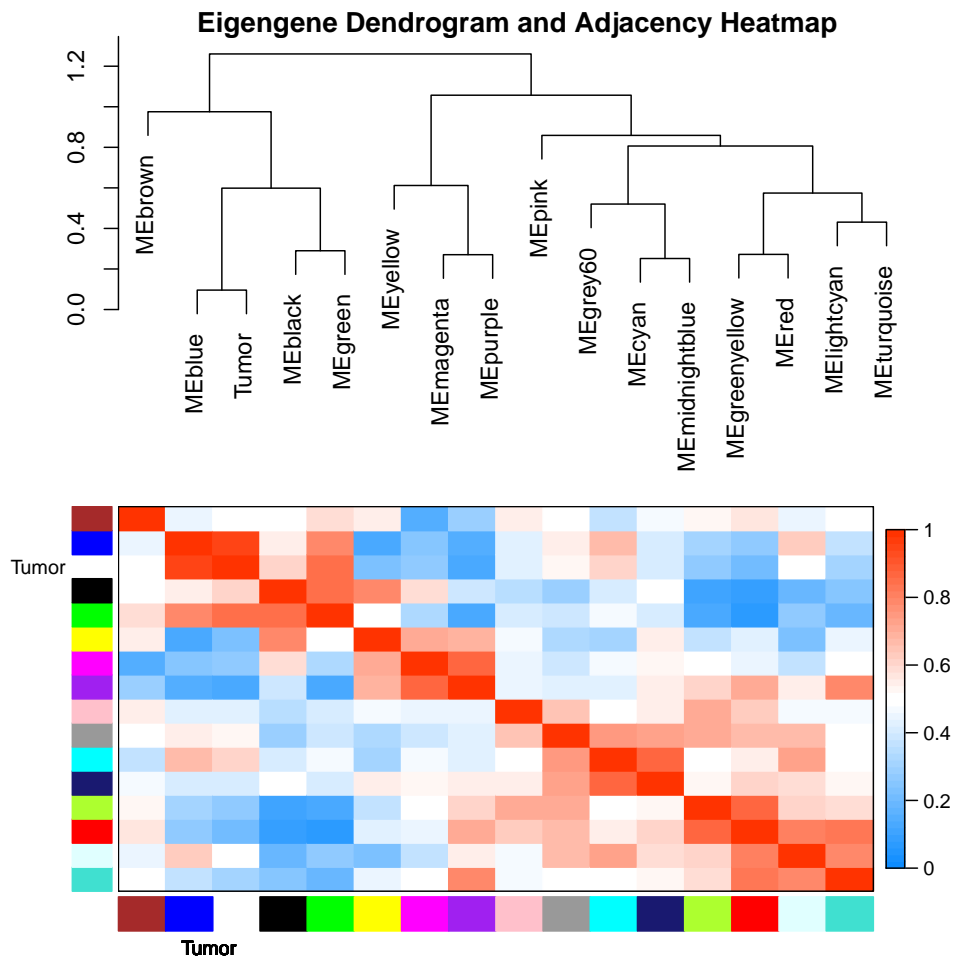 Eigengene Dendrogram and Adjacency Heatmap
1.2
0.8
0.4
0.0
MEbrown
MEblue
Tumor
MEblack
MEgreen
MEyellow
MEmagenta
MEpurple
MEpink
MEgrey60
MEcyan
MEmidnightblue
MEgreenyellow
MEred
MElightcyan
MEturquoise
Tumor
1
0.8
0.6
0.4
0.2
0
Tumor